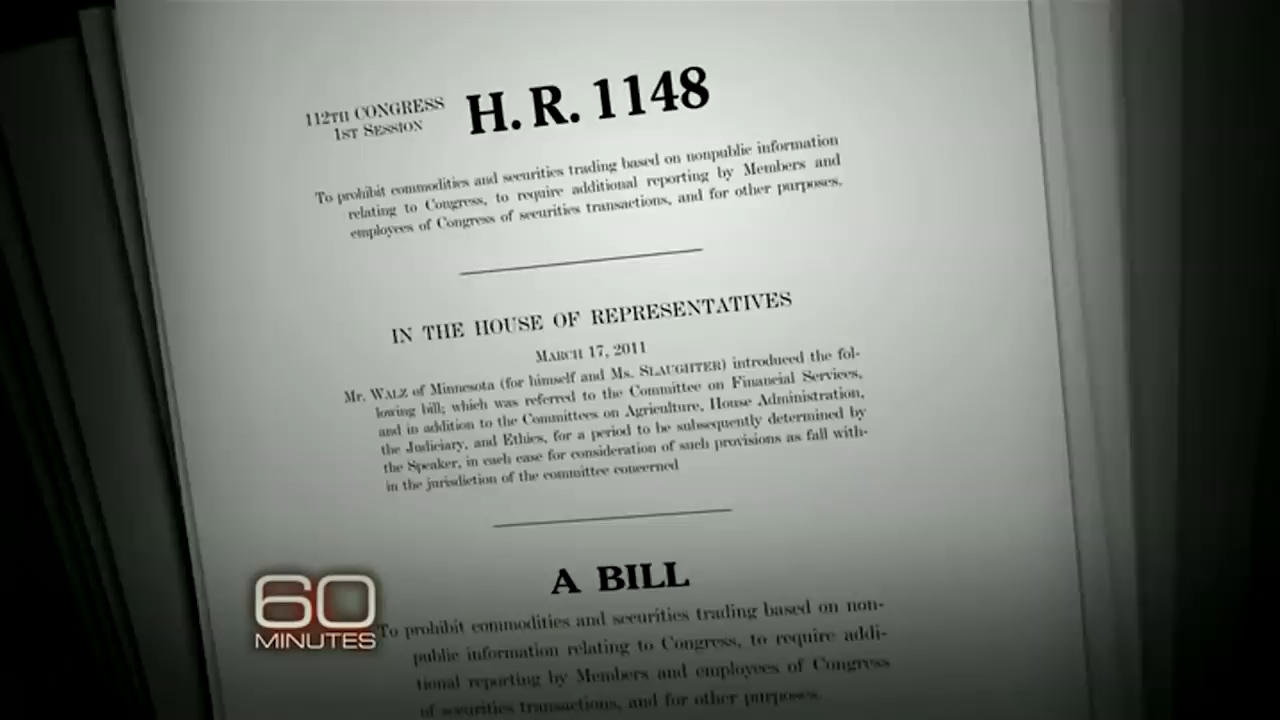 112TH CONGRESS
1ST SESSION
H. R. 1148
To prohibit commodities and securities trading based on nonpublic information
relating to Congress, to require additional reporting by Members and
employees of Congress of securities transactions, and for other purposes.
IN THE HOUSE OF REPRESENTATIVES
MARCH 17, 2011
Mr. WALZ of Minnesota (for himself and Ms. SLAUGHTER) introduced the fol-
lowing bill; which was referred to the Committee on Financial Services,
and in addition to the Committees on Agriculture, House Administration,
the Judiciary, and Ethics, for a period to be subsequently determined by
the Speaker, in each case for consideration of such provisions as fall with-
in the jurisdiction of the committee concerned
A BILL
To prohibit commodities and securities trading based on non-
public information relating to Congress, to require addi-
tional reporting by Members and employees of Congress
of securities transactions, and for other purposes.
60
MINUTES